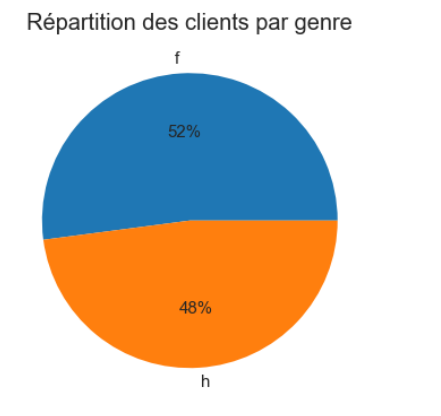 Répartition des clients par genre
f
52%
48%
h